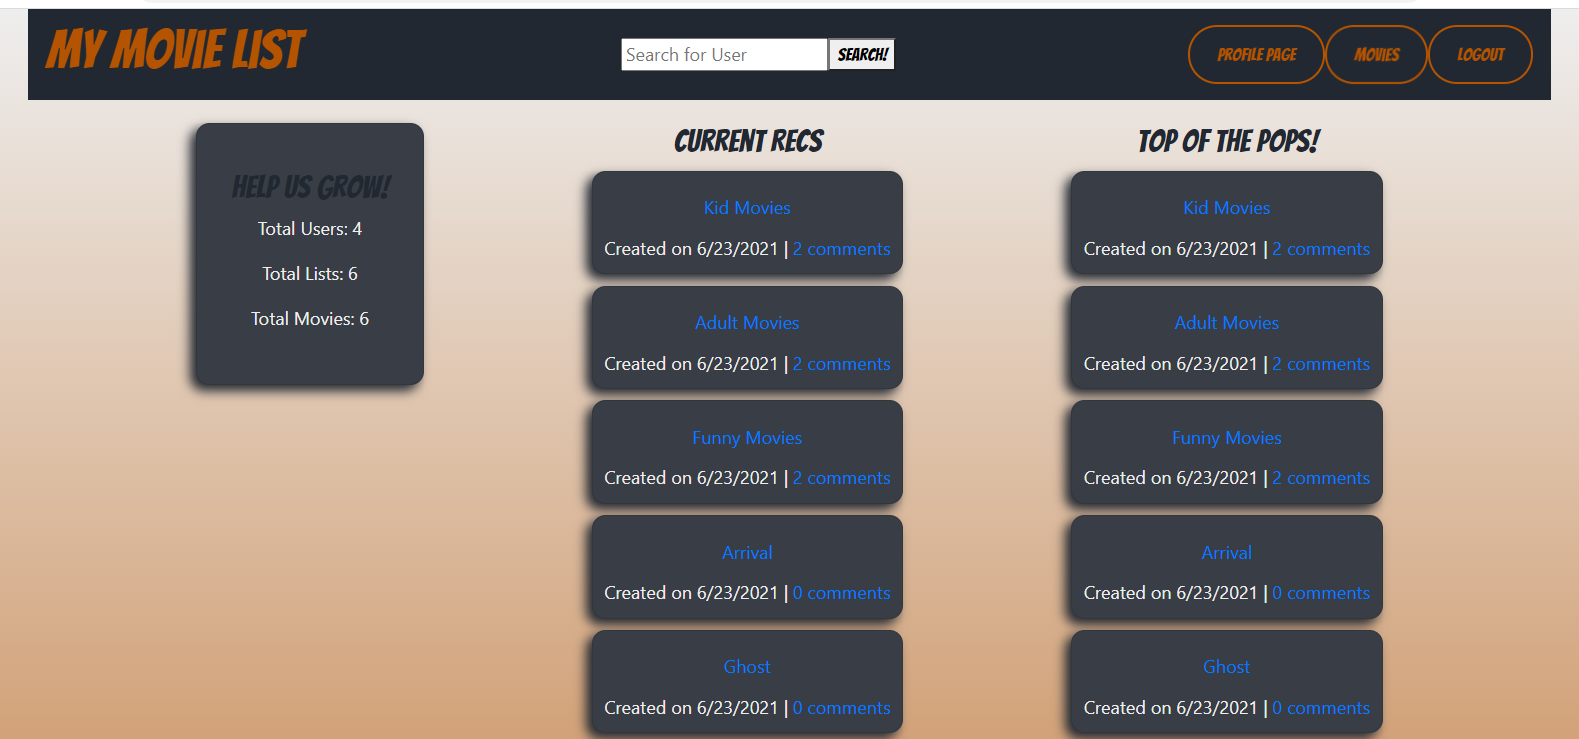 MY MOVIE LIST
Search for User
SEARCH!
PROFILE PAGE
MOVIES
LOGOUT
HELP US GROW!
Total Users: 4
Total Lists: 6
Total Movies: 6
CURRENT RECS
Kid Movies
Created on 6/23/2021 | 2 comments
Adult Movies
Created on 6/23/2021 | 2 comments
Funny Movies
Created on 6/23/2021 | 2 comments
Arrival
Created on 6/23/2021 | 0 comments
Ghost
Created on 6/23/2021 | 0 comments
TOP OF THE POPS!
Kid Movies
Created on 6/23/2021 | 2 comments
Adult Movies
Created on 6/23/2021 | 2 comments
Funny Movies
Created on 6/23/2021 | 2 comments
Arrival
Created on 6/23/2021 | 0 comments
Ghost
Created on 6/23/2021 | 0 comments